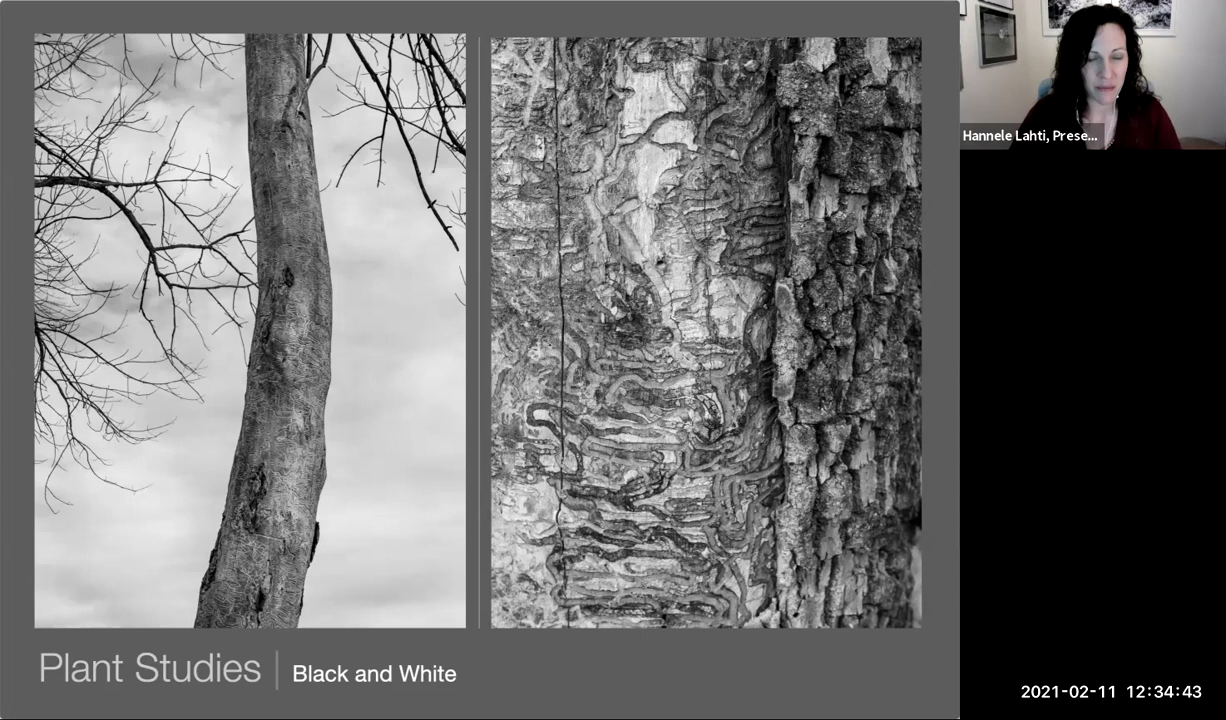 Hannele Lahti, Prese...
Plant Studies | Black and White
2021-02-11 12:34:43